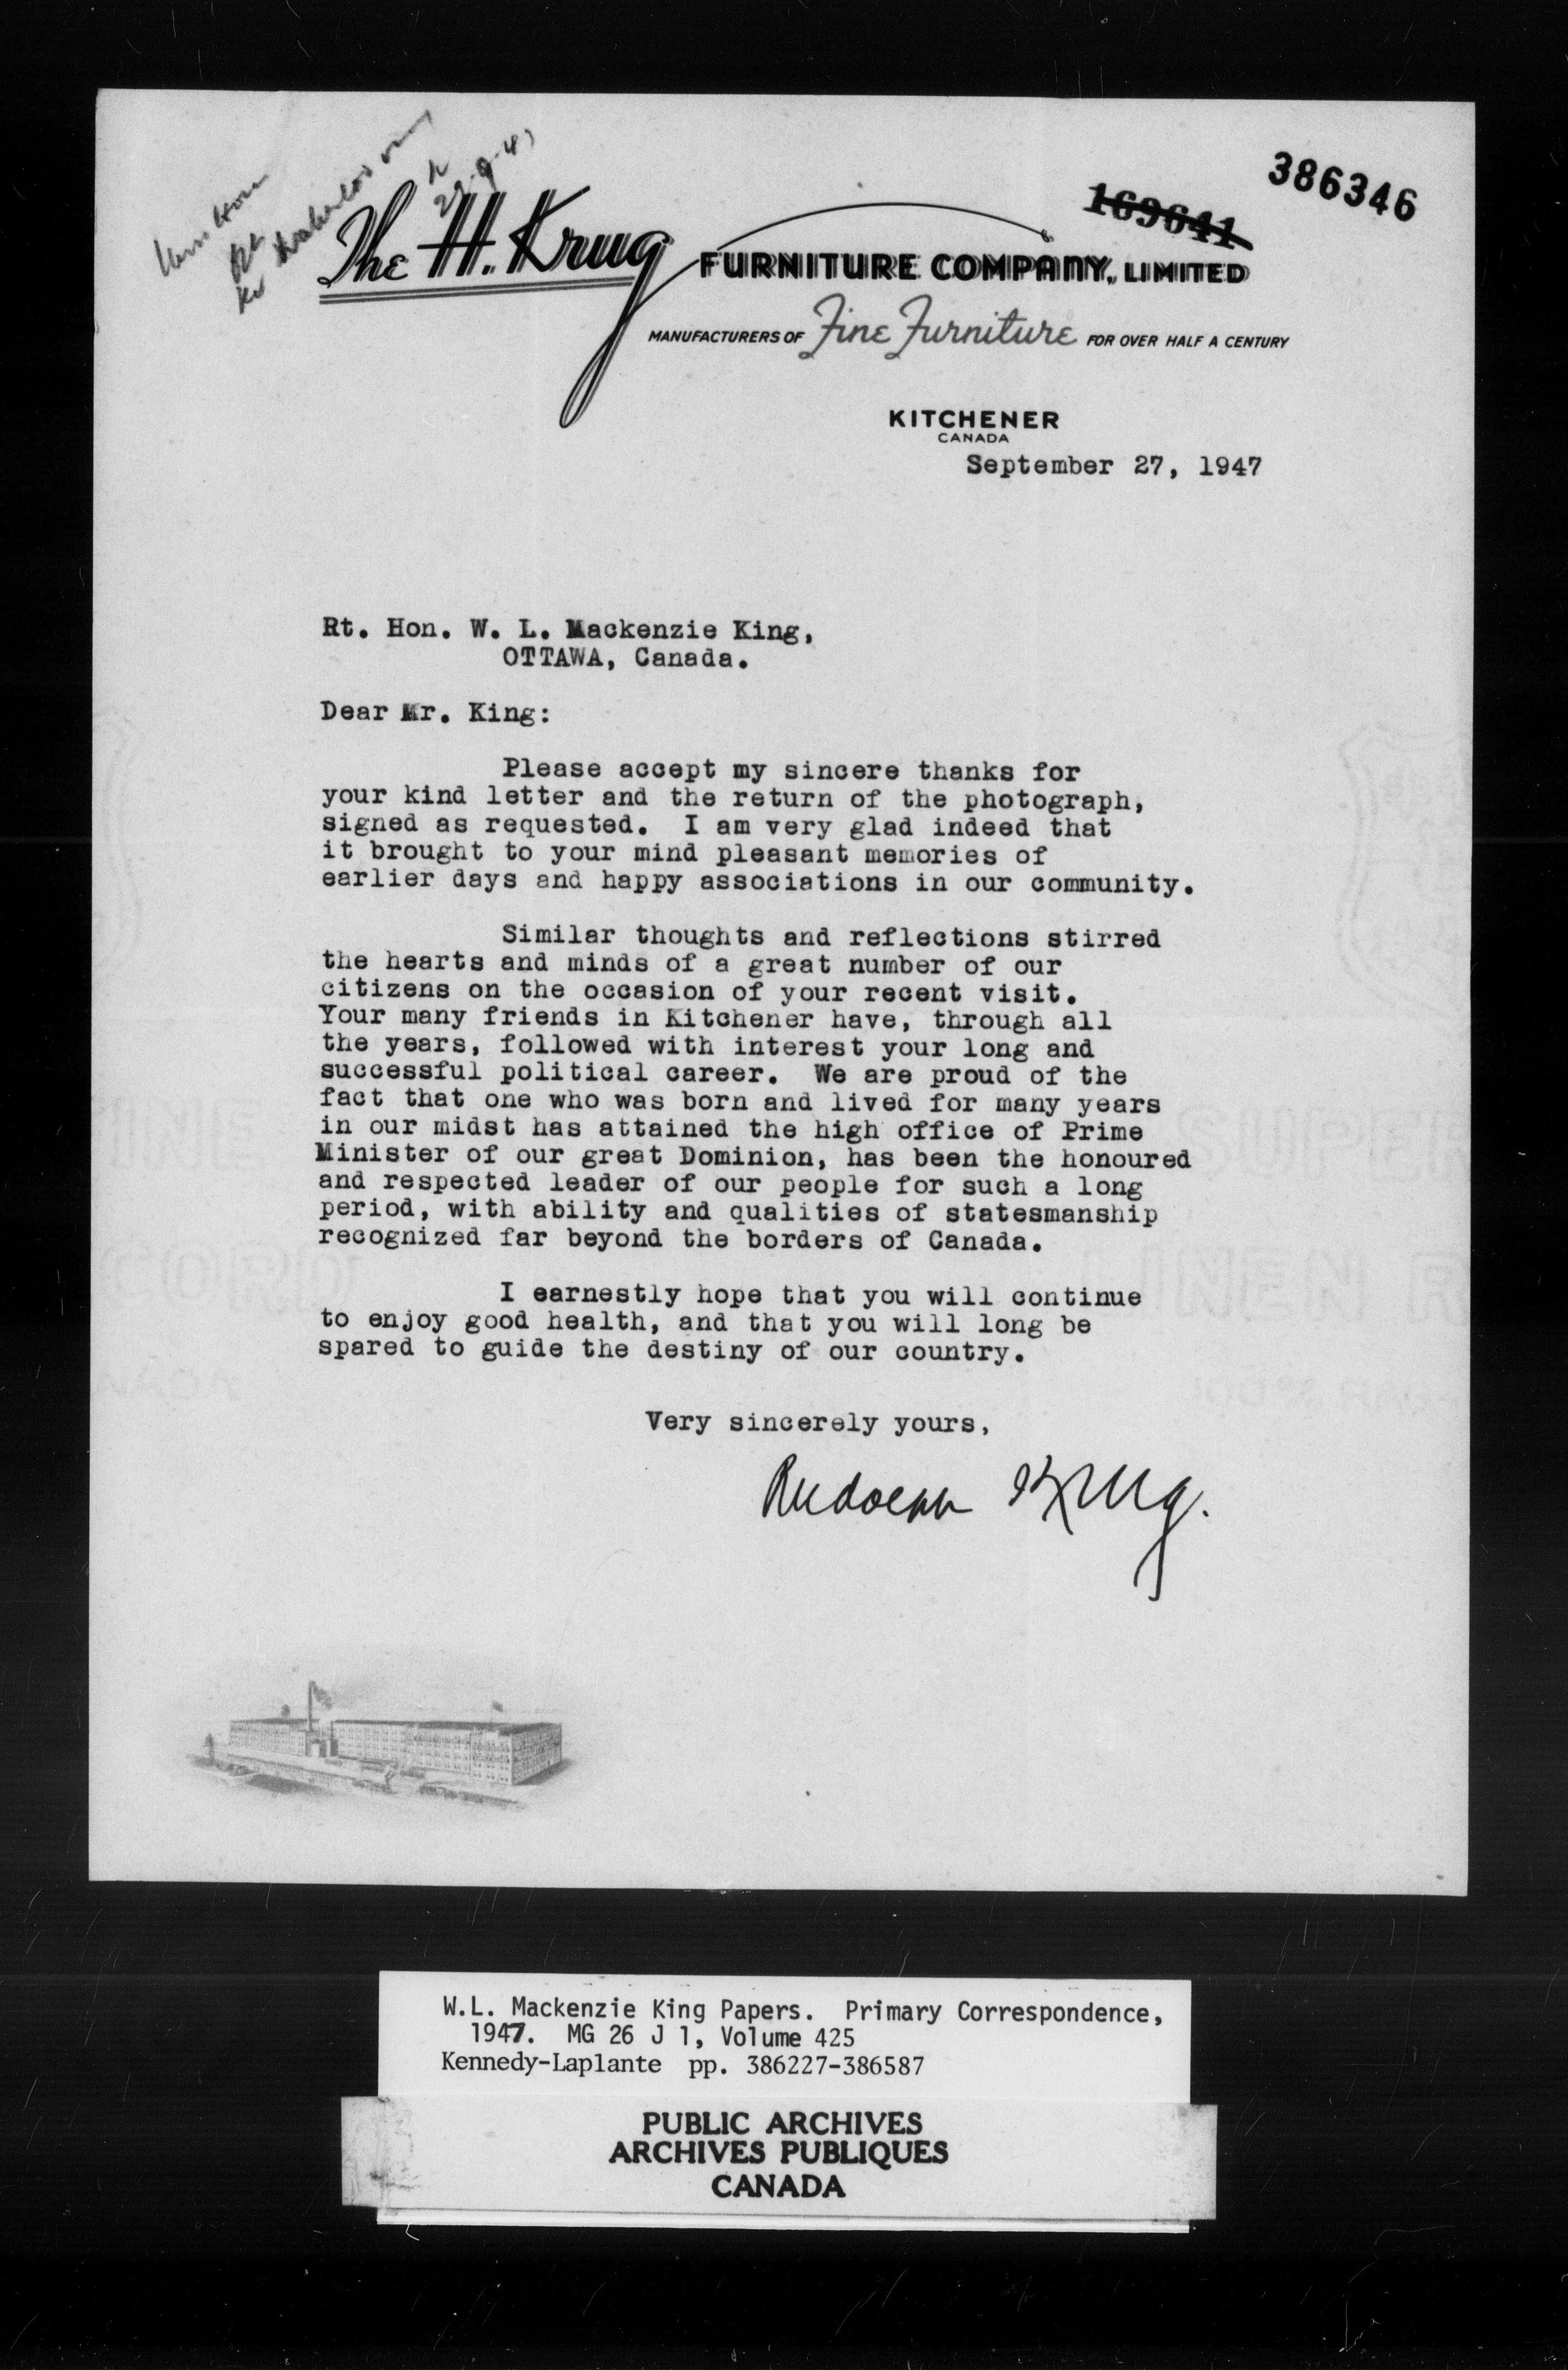 386346
169641
The H. Krug FURNITURE COMPANY, LIMITED
MANUFACTURERS OF Fine Furniture FOR OVER HALF A CENTURY
KITCHENER
CANADA
September 27, 1947
Rt. Hon. W. L. Mackenzie King,
OTTAWA, Canada.
Dear Mr. King:
Please accept my sincere thanks for
your kind letter and the return of the photograph,
signed as requested. I am very glad indeed that
it brought to your mind pleasant memories of
earlier days and happy associations in our community.
Similar thoughts and reflections stirred
the hearts and minds of a great number of our
citizens on the occasion of your recent visit.
Your many friends in Kitchener have, through all
the years, followed with interest your long and
successful political career. We are proud of the
fact that one who was born and lived for many years
in our midst has attained the high office of Prime
Minister of our great Dominion, has been the honoured
and respected leader of our people for such a long
period, with ability and qualities of statesmanship
recognized far beyond the borders of Canada.
I earnestly hope that you will continue
to enjoy good health, and that you will long be
spared to guide the destiny of our country.
Very sincerely yours,
Rudolph Krug.
W.L. Mackenzie King Papers. Primary Correspondence,
1947. MG 26 J 1, Volume 425
Kennedy-Laplante pp. 386227-386587
PUBLIC ARCHIVES
ARCHIVES PUBLIQUES
CANADA